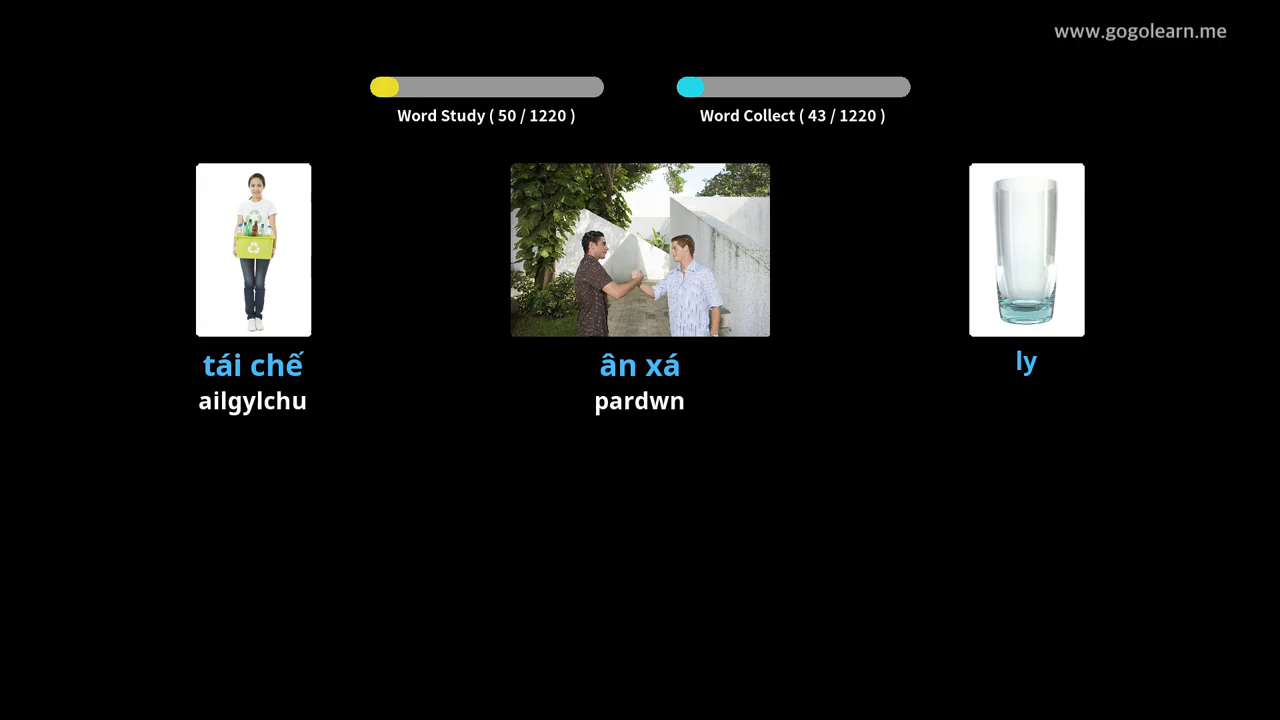 www.gogolearn.me
Word Study ( 50 / 1220 )
Word Collect ( 43 / 1220 )
tái chế
ailgylchu
ân xá
pardwn
ly